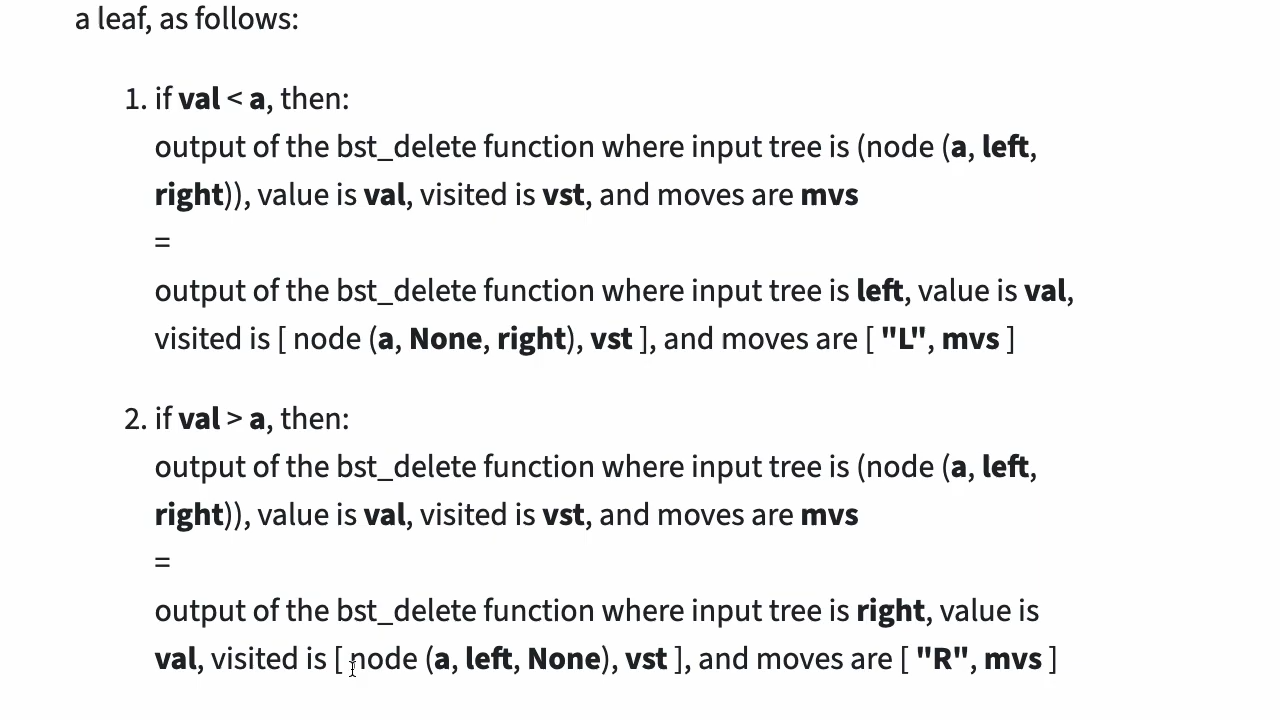 a leaf, as follows:
1. if val < a, then:
output of the bst_delete function where input tree is (node (a, left,
right)), value is val, visited is vst, and moves are mvs
=
output of the bst_delete function where input tree is left, value is val,
visited is [ node (a, None, right), vst ], and moves are [ "L", mvs ]
2. if val > a, then:
output of the bst_delete function where input tree is (node (a, left,
right)), value is val, visited is vst, and moves are mvs
=
output of the bst_delete function where input tree is right, value is
val, visited is [ node (a, left, None), vst ], and moves are [ "R", mvs ]